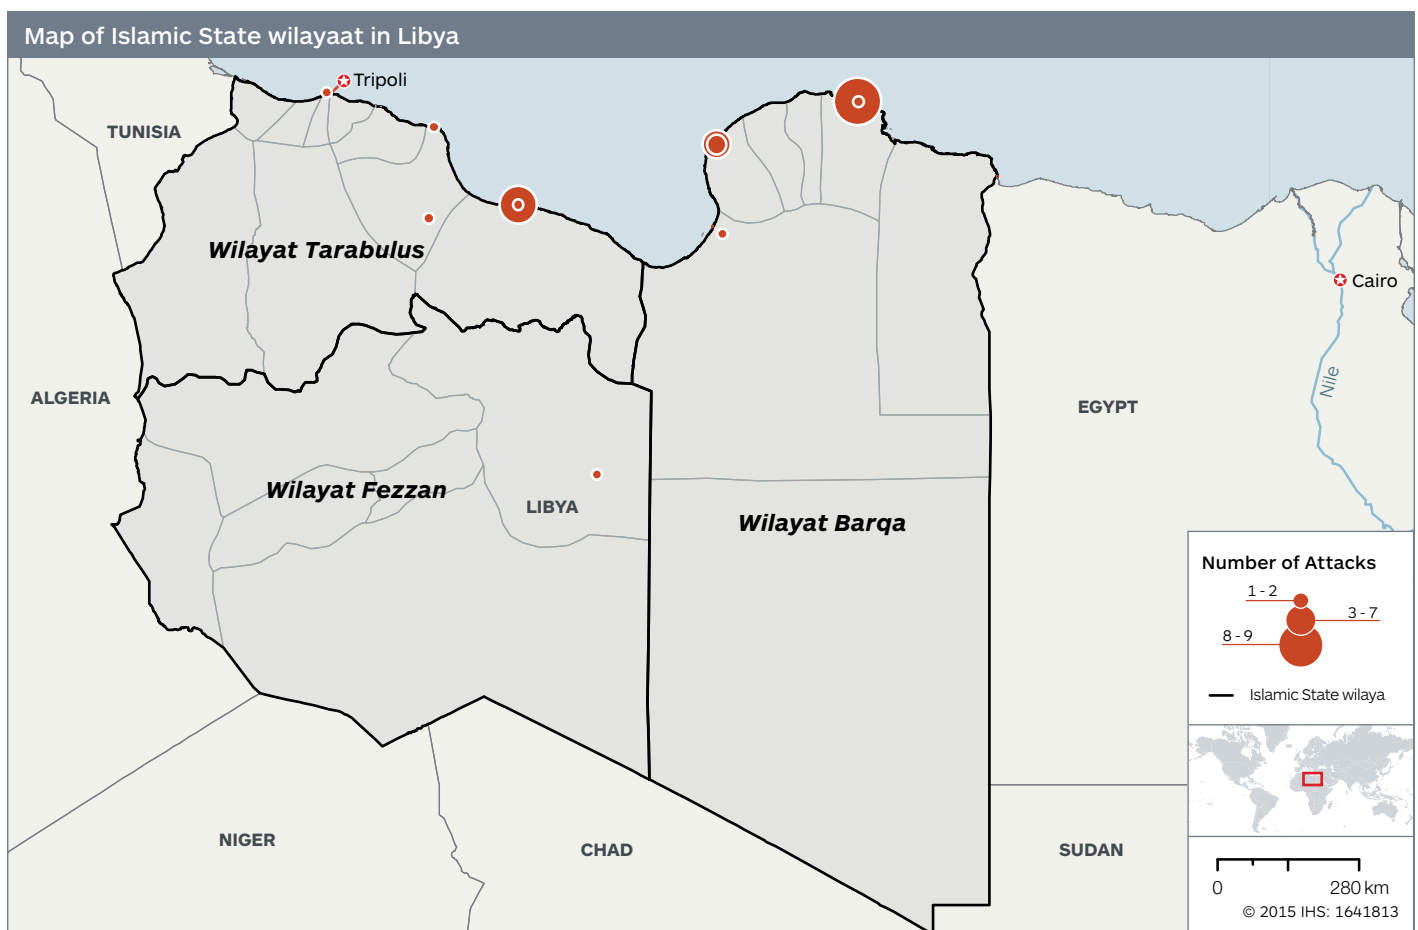 Map of Islamic State wilayaat in Libya
Tripoli
TUNISIA
Wilayat Tarabulus
Cairo
Nile
ALGERIA
EGYPT
Wilayat Fezzan
LIBYA
Wilayat Barqa
Number of Attacks
1 - 2
3 - 7
8 - 9
Islamic State wilaya
NIGER
CHAD
SUDAN
0 280 km
© 2015 IHS: 1641813